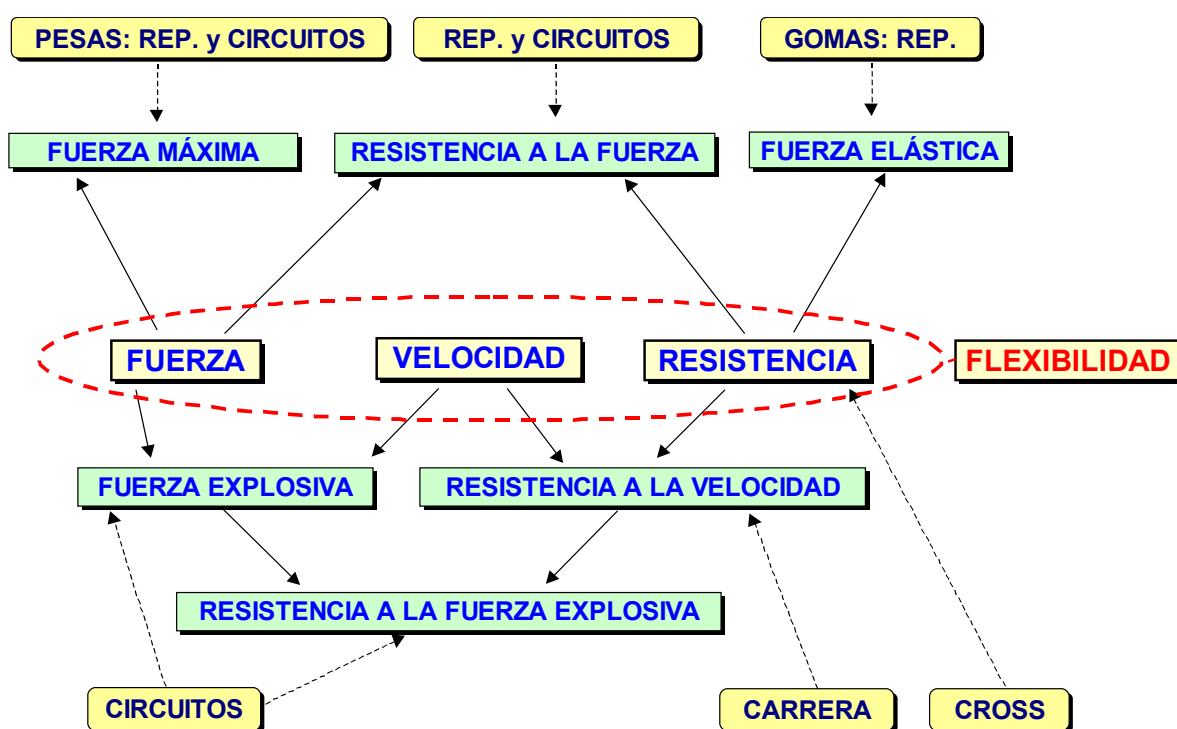 PESAS: REP. y CIRCUITOS
REP. y CIRCUITOS
GOMAS: REP.
FUERZA MÁXIMA
RESISTENCIA A LA FUERZA
FUERZA ELÁSTICA
FUERZA
VELOCIDAD
RESISTENCIA
FLEXIBILIDAD
FUERZA EXPLOSIVA
RESISTENCIA A LA VELOCIDAD
RESISTENCIA A LA FUERZA EXPLOSIVA
CIRCUITOS
CARRERA
CROSS